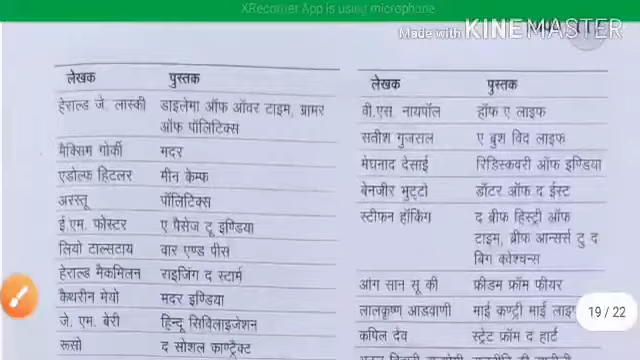 XRecorder App is using microphone
Made with KINEMASTER
लेखक पुस्तक
हेराल्ड जे. लास्की डाइलेमा ऑफ ऑवर टाइम, ग्रामर
ऑफ पॉलिटिक्स
मैक्सिम गोर्की मदर
एडोल्फ हिटलर मीन केम्फ
अरस्तू पॉलिटिक्स
ई.एम. फोस्टर ए पैसेज टू इण्डिया
लियो टाल्सटाय वार एण्ड पीस
हेराल्ड मैकमिलन राइजिंग द स्टार्म
कैथरीन मेयो मदर इण्डिया
जे. एम. बेरी हिन्दू सिविलाइजेशन
रूसो द सोशल काण्ट्रैक्ट
लेखक पुस्तक
वी.एस. नायपॉल हॉफ ए लाइफ
सतीश गुजराल ए ब्रुश विद लाइफ
मेघनाद देसाई रिडिस्कवरी ऑफ इण्डिया
बेनजीर भुट्टो डॉटर ऑफ द ईस्ट
स्टीफन हॉकिंग द ब्रीफ हिस्ट्री ऑफ
टाइम, ब्रीफ आन्सर्स टु द
बिग क्वेश्चन्स
आंग सान सू की फ्रीडम फ्रॉम फीयर
लालकृष्ण आडवाणी माई कण्ट्री माई
कपिल देव स्ट्रेट फ्रॉम द हार्ट
19 / 22